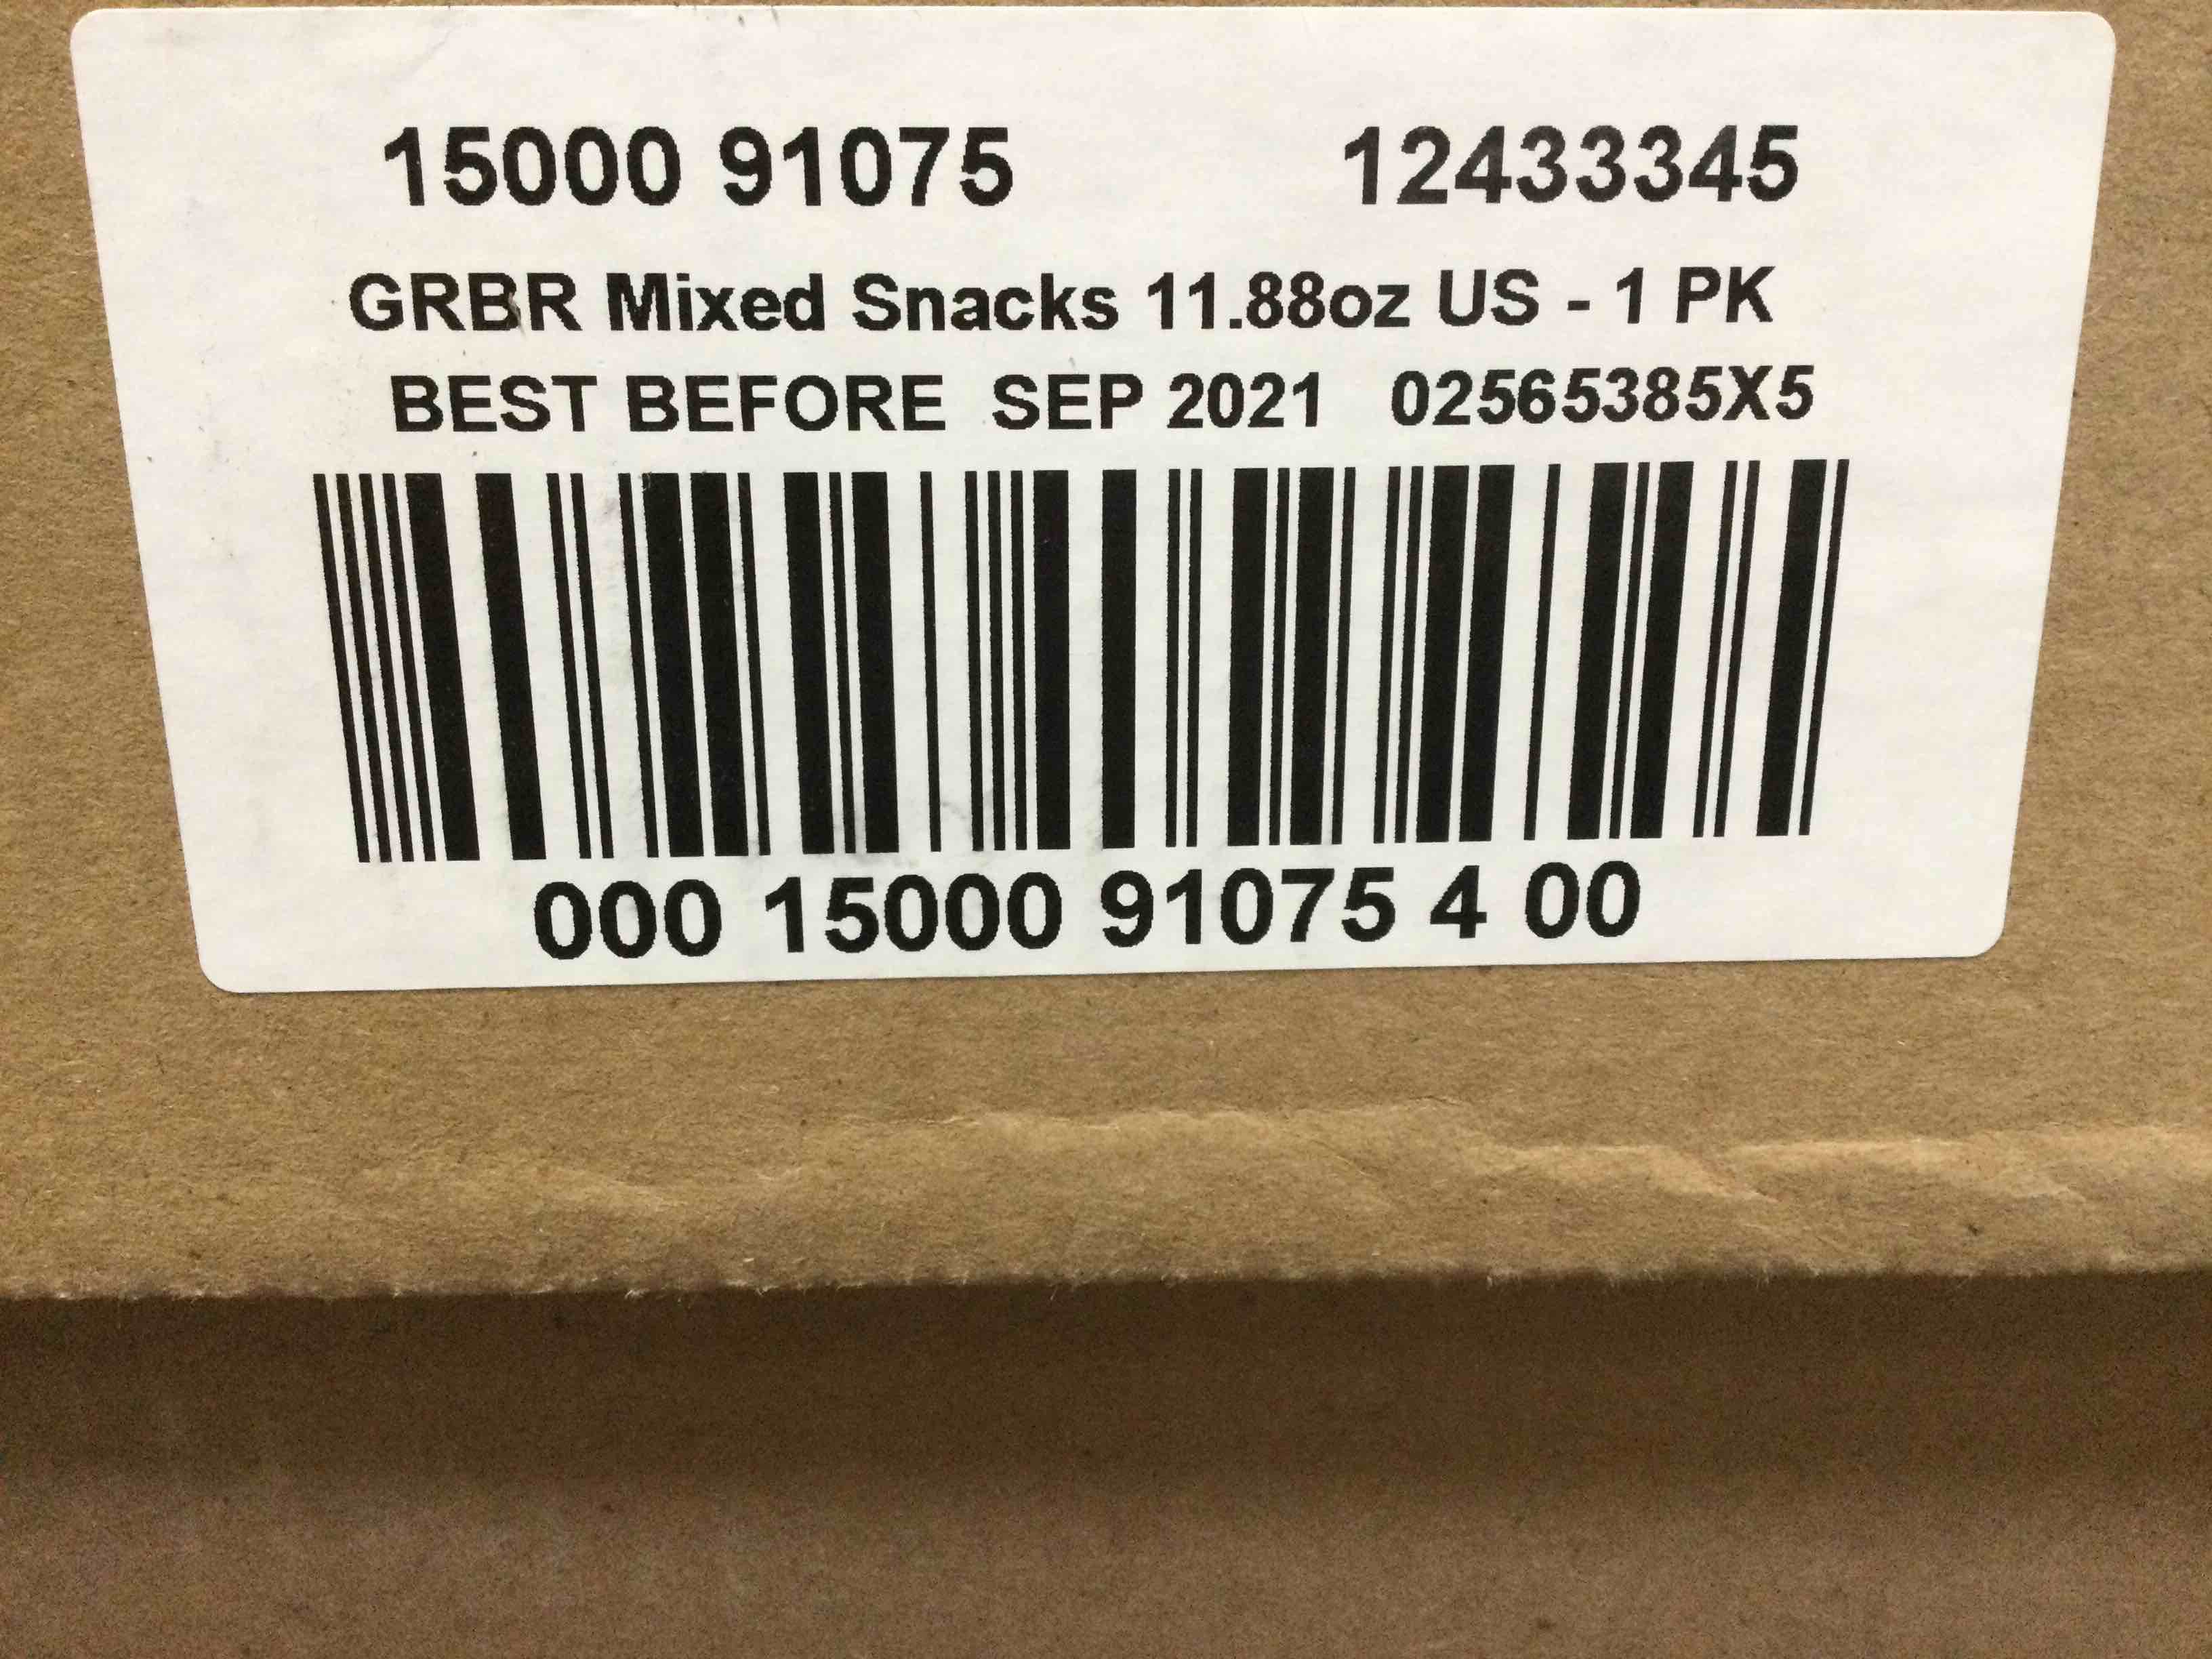 15000 91075 12433345
GRBR Mixed Snacks 11.88oz US - 1 PK
BEST BEFORE SEP 2021 02565385X5
000 15000 91075 4 00